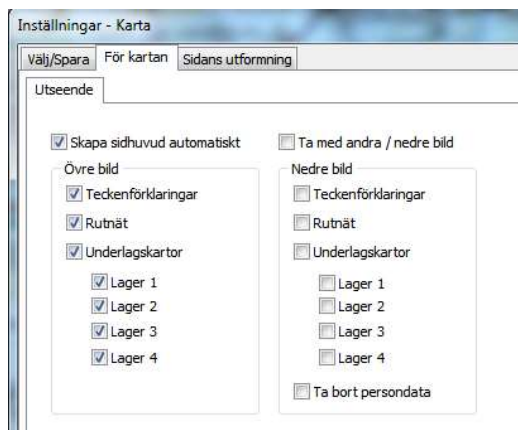 Inställningar - Karta
Välj/Spara För kartan Sidans utformning
Utseende
Skapa sidhuvud automatiskt
Ta med andra / nedre bild
Övre bild
Teckenförklaringar
Rutnät
Underlagskartor
Lager 1
Lager 2
Lager 3
Lager 4
Nedre bild
Teckenförklaringar
Rutnät
Underlagskartor
Lager 1
Lager 2
Lager 3
Lager 4
Ta bort persondata